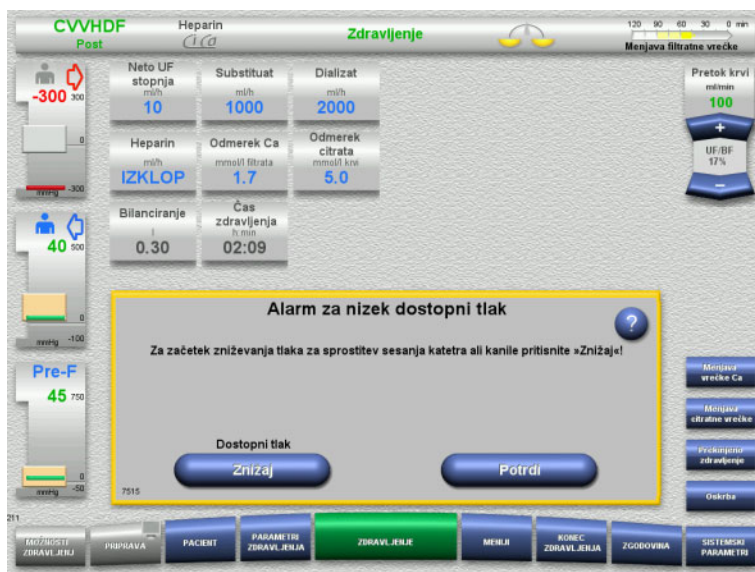 CVVHDF
Post
Heparin
Ci Ca
Zdravljenje
120 90 60 30 0 min
Menjava filtratne vrečke
-300
300
0
-300
mmHg
40
500
0
-100
mmHg
Pre-F
45
750
0
-50
mmHg
Neto UF
stopnja
ml/h
10
Substituat
ml/h
1000
Dializat
ml/h
2000
Heparin
ml/h
IZKLOP
Odmerek Ca
mmol/l filtrata
1.7
Odmerek
citrata
mmol/l krvi
5.0
Bilanciranje
l
0.30
Čas
zdravljenja
h:min
02:09
Pretok krvi
ml/min
100
+
UF/BF
17%
−
Alarm za nizek dostopni tlak
?
Za začetek zniževanja tlaka za sprostitev sesanja katetra ali kanile pritisnite »Znižaj«!
Dostopni tlak
Znižaj
Potrdi
7515
Menjava
vrečke Ca
Menjava
citratne vrečke
Prekinjeno
zdravljenje
Oskrba
211
MOŽNOSTI
ZDRAVLJENJ
PRIPRAVA
PACIENT
PARAMETRI
ZDRAVLJENJA
ZDRAVLJENJE
MENIJI
KONEC
ZDRAVLJENJA
ZGODOVINA
SISTEMSKI
PARAMETRI